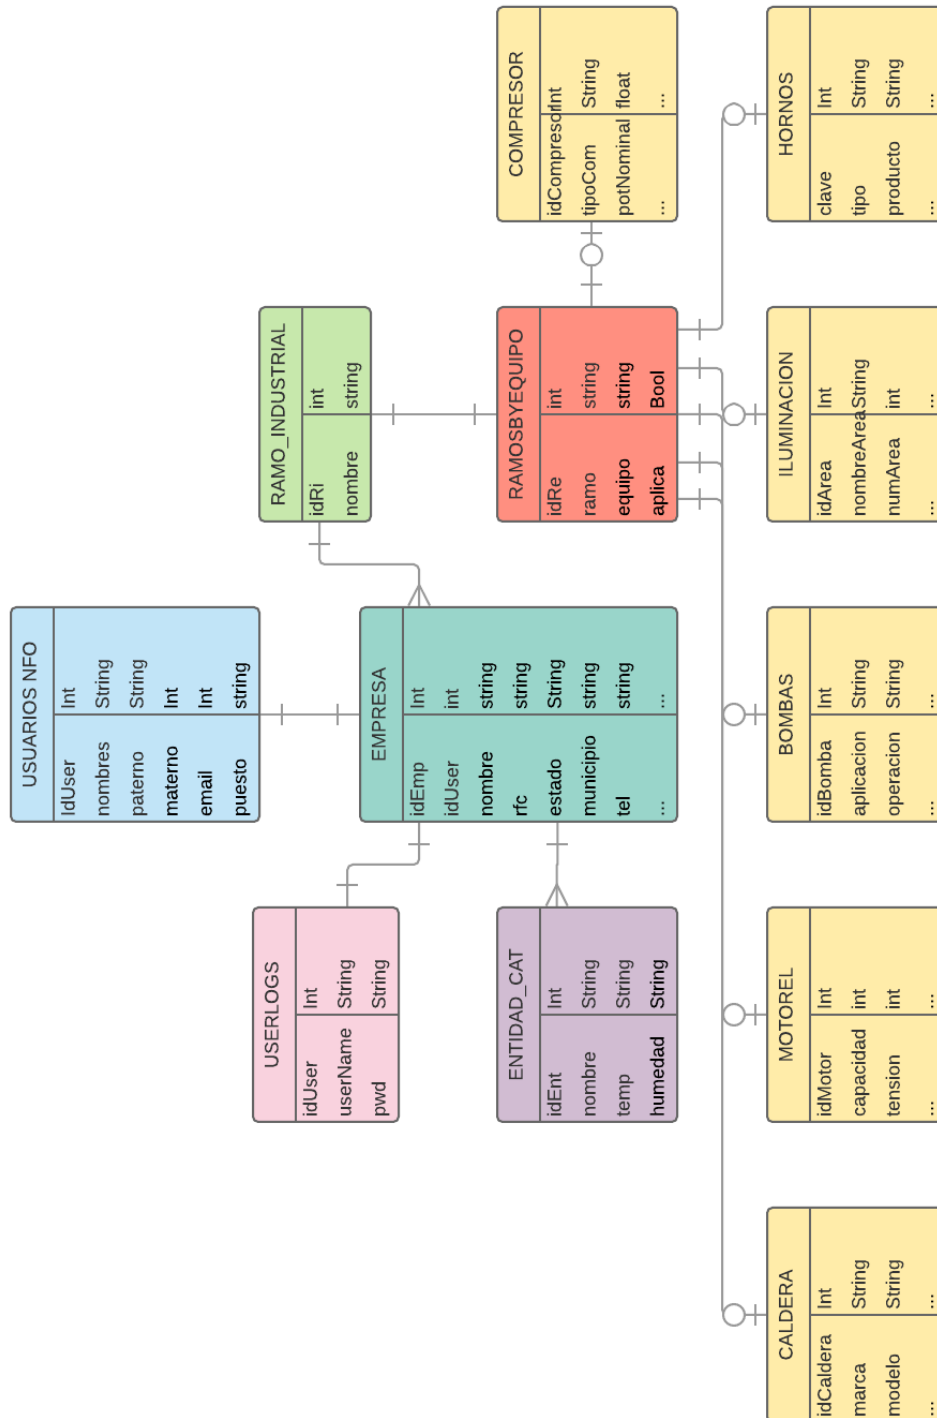 USUARIOS NFO
IdUser Int
nombres String
paterno String
materno Int
email Int
puesto string
USERLOGS
idUser Int
userName String
pwd String
EMPRESA
idEmp Int
idUser int
nombre string
rfc string
estado String
municipio string
tel string
... ...
RAMO_INDUSTRIAL
idRi int
nombre string
ENTIDAD_CAT
idEnt Int
nombre String
temp String
humedad String
RAMOSBYEQUIPO
idRe int
ramo string
equipo string
aplica Bool
COMPRESOR
idCompresor Int
tipoCom String
potNominal float
... ...
CALDERA
idCaldera Int
marca String
modelo String
... ...
MOTOREL
idMotor Int
capacidad int
tension int
... ...
BOMBAS
idBomba Int
aplicacion String
operacion String
... ...
ILUMINACION
idArea Int
nombreArea String
numArea int
... ...
HORNOS
clave Int
tipo String
producto String
... ...